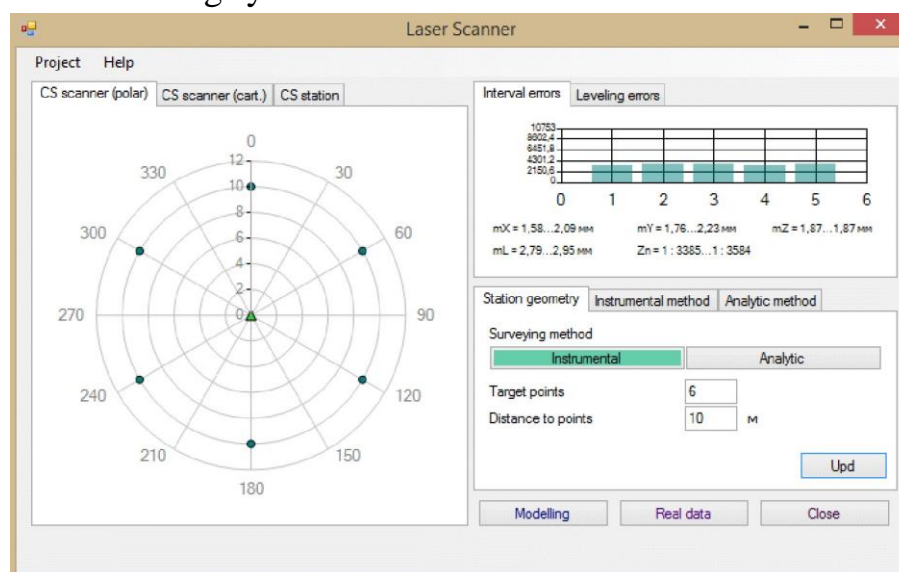 Laser Scanner
Project Help
CS scanner (polar) CS scanner (cart.) CS station
0
30
60
90
120
150
180
210
240
270
300
330
12
10
8
6
4
2
0
Interval errors Leveling errors
10753
8602,4
6451,8
4301,2
2150,6
0
0 1 2 3 4 5 6
mX = 1,58...2,09 мм mY = 1,76...2,23 мм mZ = 1,87...1,87 мм
mL = 2,79...2,95 мм Zn = 1 : 3385...1 : 3584
Station geometry Instrumental method Analytic method
Surveying method
Instrumental Analytic
Target points 6
Distance to points 10 м
Upd
Modelling Real data Close